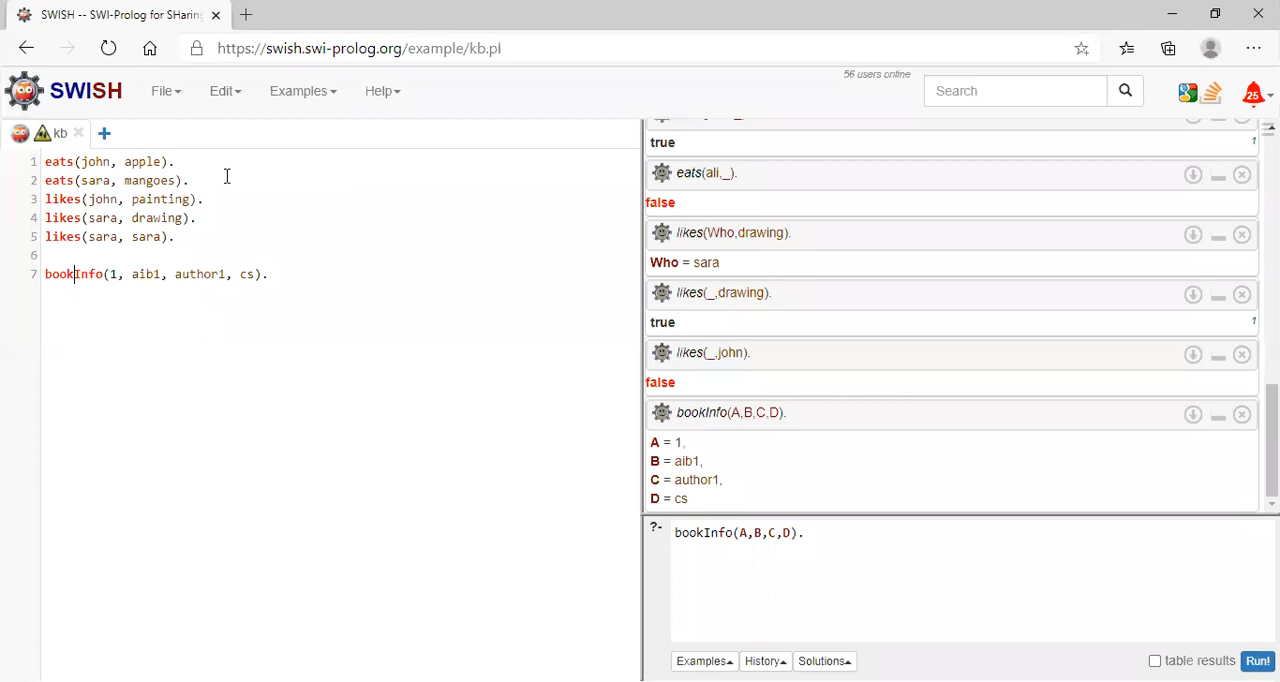 SWISH -- SWI-Prolog for SHaring
https://swish.swi-prolog.org/example/kb.pl
56 users online
SWISH File Edit Examples Help Search 25
kb
1 eats(john, apple).
2 eats(sara, mangoes).
3 likes(john, painting).
4 likes(sara, drawing).
5 likes(sara, sara).
6
7 bookInfo(1, aib1, author1, cs).
true 1
eats(ali,_).
false
likes(Who,drawing).
Who = sara
likes(_,drawing).
true 1
likes(_,john).
false
bookInfo(A,B,C,D).
A = 1,
B = aib1,
C = author1,
D = cs
?- bookInfo(A,B,C,D).
Examples History Solutions table results Run!